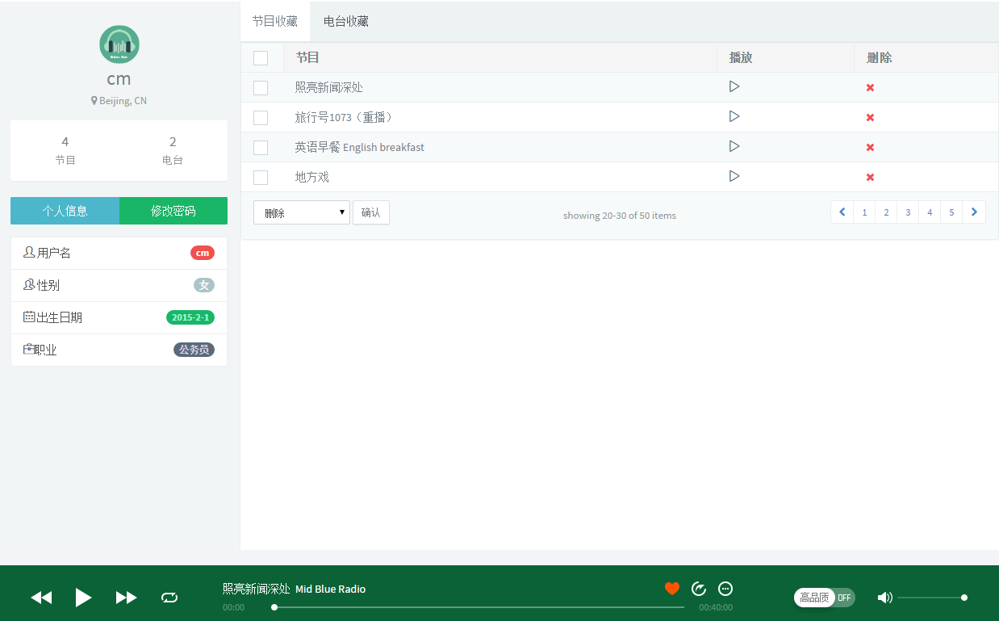 cm
Beijing, CN
4 2
节目 电台
个人信息 修改密码
用户名 cm
性别 女
出生日期 2015-2-1
职业 公务员
节目收藏 电台收藏
节目 播放 删除
照亮新闻深处
旅行号1073（重播）
英语早餐 English breakfast
地方戏
删除 确认 showing 20-30 of 50 items 1 2 3 4 5
照亮新闻深处 Mid Blue Radio
00:00 00:40:00
高品质 OFF